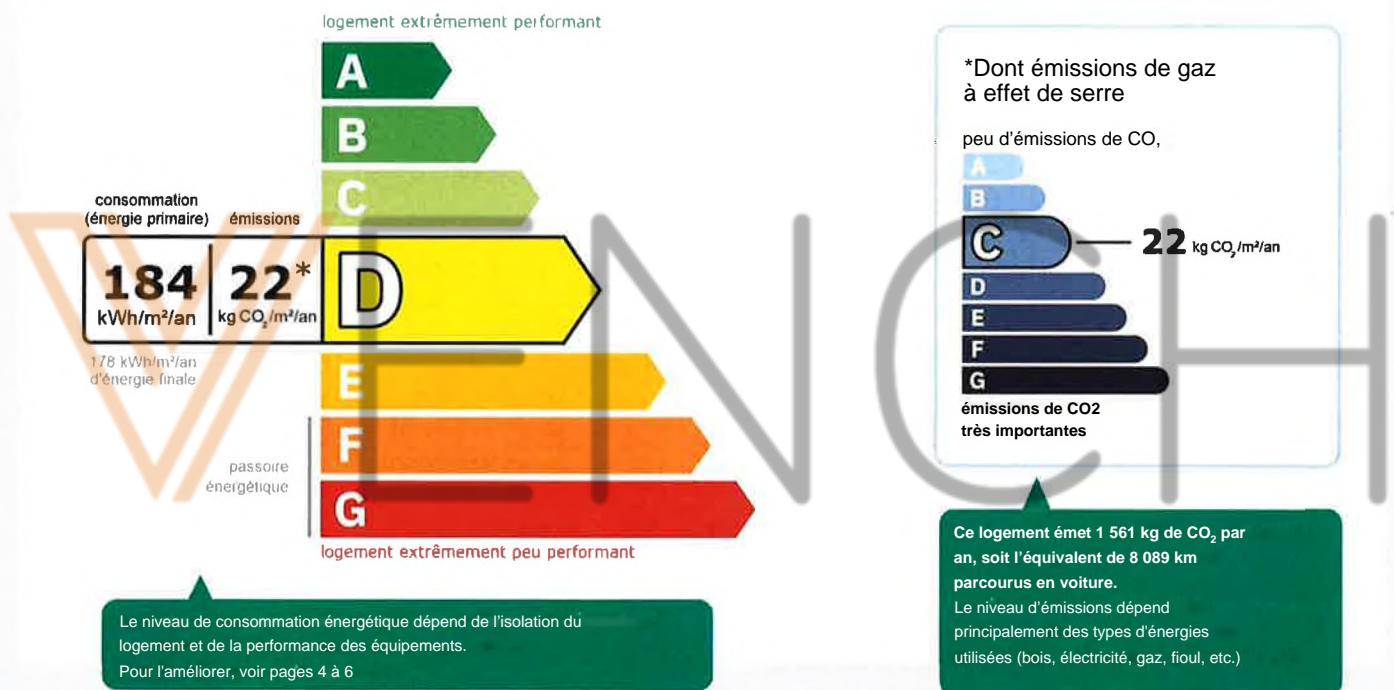 logement extrêmement performant
A
B
C
consommation
(énergie primaire)
émissions
184
kWh/m²/an
22*
kg CO₂/m²/an
D
178 kWh/m²/an
d'énergie finale
E
F
passoire
énergétique
G
logement extrêmement peu performant
Le niveau de consommation énergétique dépend de l'isolation du
logement et de la performance des équipements.
Pour l'améliorer, voir pages 4 à 6
*Dont émissions de gaz
à effet de serre
peu d'émissions de CO,
A
B
C
22 kg CO₂/m²/an
D
E
F
G
émissions de CO2
très importantes
Ce logement émet 1 561 kg de CO₂ par
an, soit l'équivalent de 8 089 km
parcourus en voiture.
Le niveau d'émissions dépend
principalement des types d'énergies
utilisées (bois, électricité, gaz, fioul, etc.)
VENCH